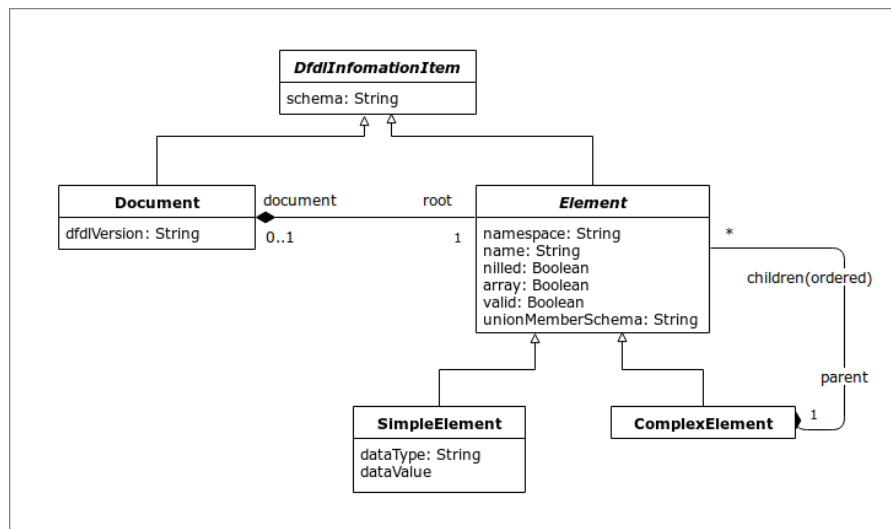 DfdlInfomationItem
schema: String
Document
dfdlVersion: String
document
root
0..1
1
Element
namespace: String
name: String
nilled: Boolean
array: Boolean
valid: Boolean
unionMemberSchema: String
*
children(ordered)
parent
1
SimpleElement
dataType: String
dataValue
ComplexElement